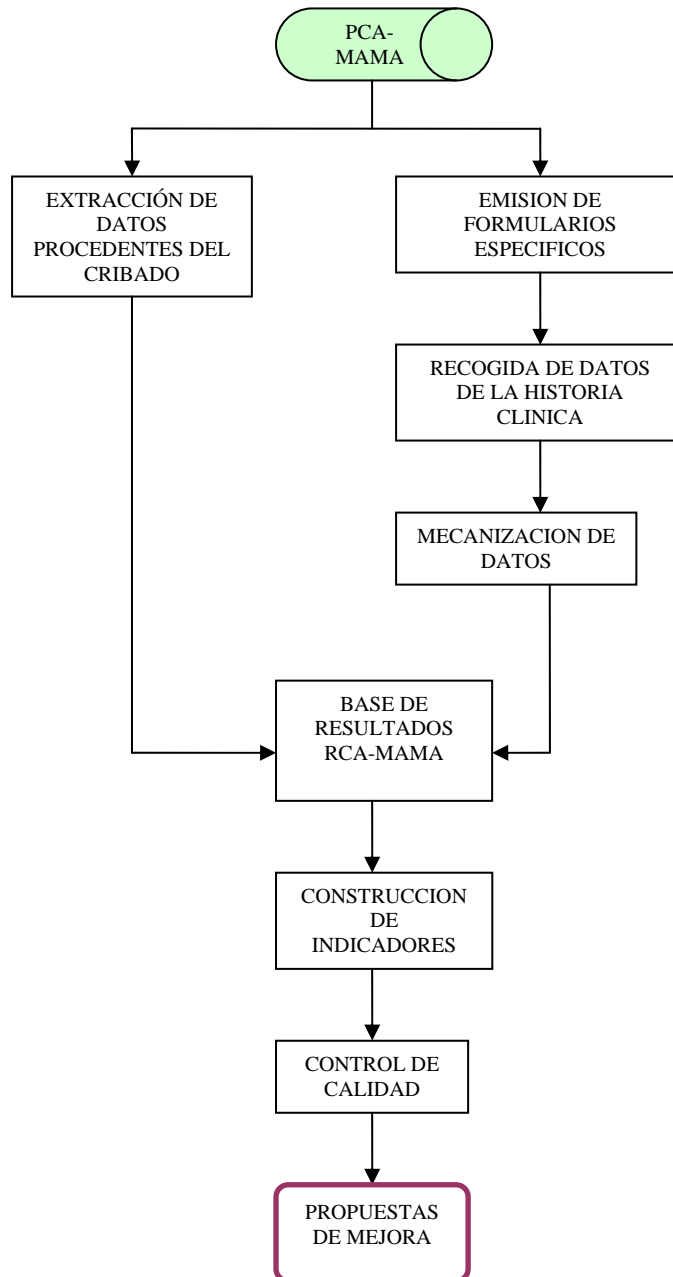 PCA-
MAMA
EXTRACCIÓN DE
DATOS
PROCEDENTES DEL
CRIBADO
EMISION DE
FORMULARIOS
ESPECIFICOS
RECOGIDA DE DATOS
DE LA HISTORIA
CLINICA
MECANIZACION DE
DATOS
BASE DE
RESULTADOS
RCA-MAMA
CONSTRUCCION
DE
INDICADORES
CONTROL DE
CALIDAD
PROPUESTAS
DE MEJORA